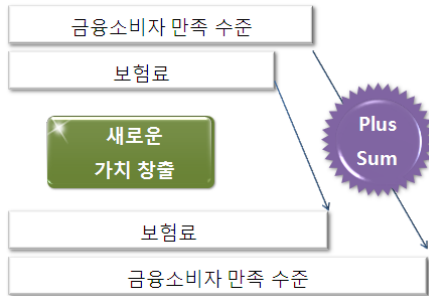 금융소비자 만족 수준
보험료
새로운
가치 창출
Plus
Sum
보험료
금융소비자 만족 수준